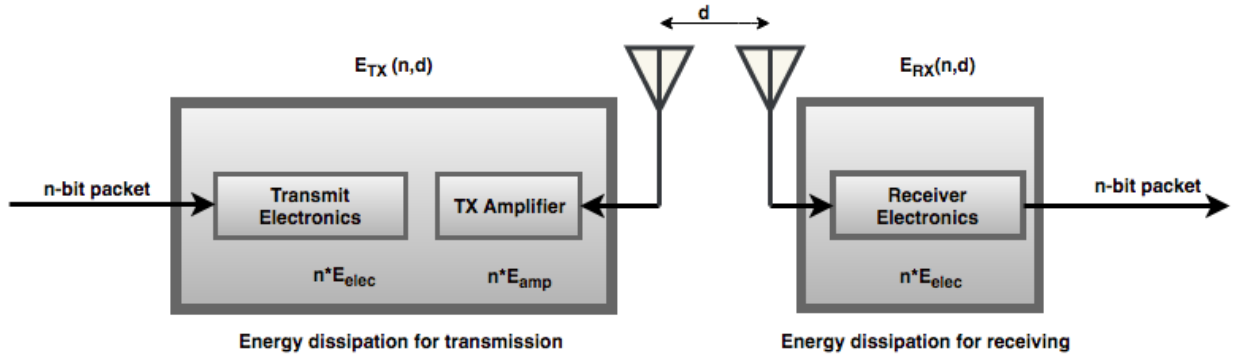 d
E_TX (n,d)
E_RX(n,d)
n-bit packet
Transmit
Electronics
TX Amplifier
Receiver
Electronics
n-bit packet
n*E_elec
n*E_amp
n*E_elec
Energy dissipation for transmission
Energy dissipation for receiving